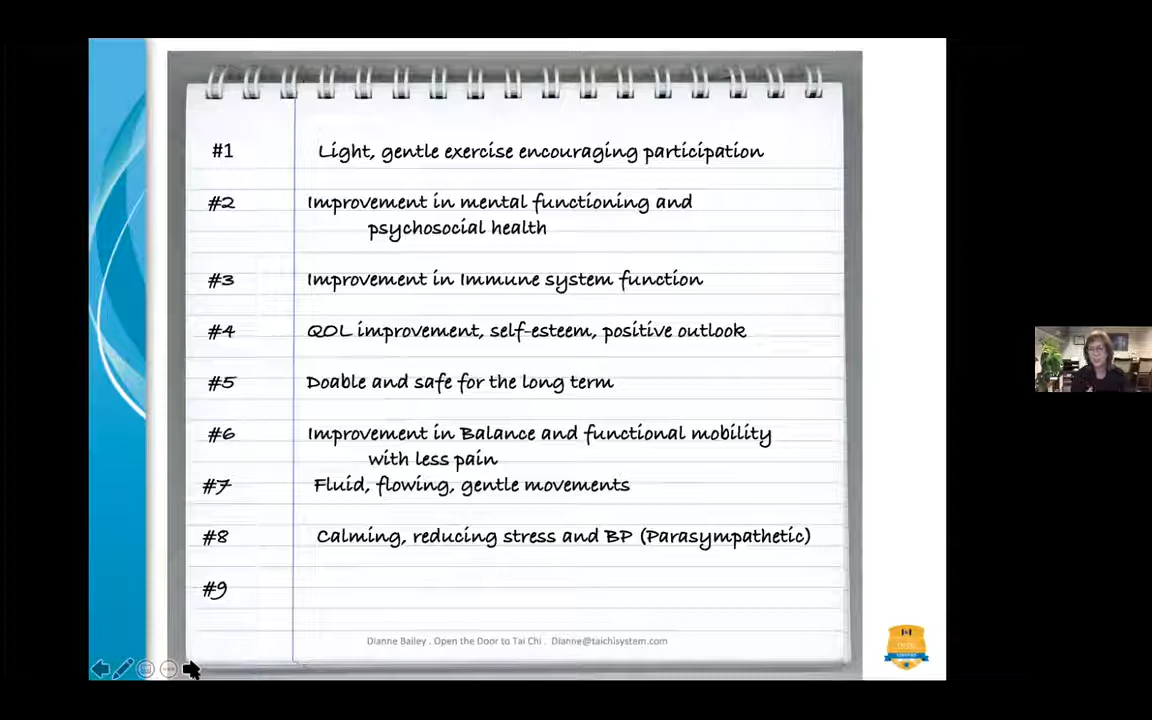 #1 Light, gentle exercise encouraging participation
#2 Improvement in mental functioning and
psychosocial health
#3 Improvement in Immune system function
#4 QOL improvement, self-esteem, positive outlook
#5 Doable and safe for the long term
#6 Improvement in Balance and functional mobility
with less pain
#7 Fluid, flowing, gentle movements
#8 Calming, reducing stress and BP (Parasympathetic)
#9
Dianne Bailey . Open the Door to Tai Chi . Dianne@taichisystem.com